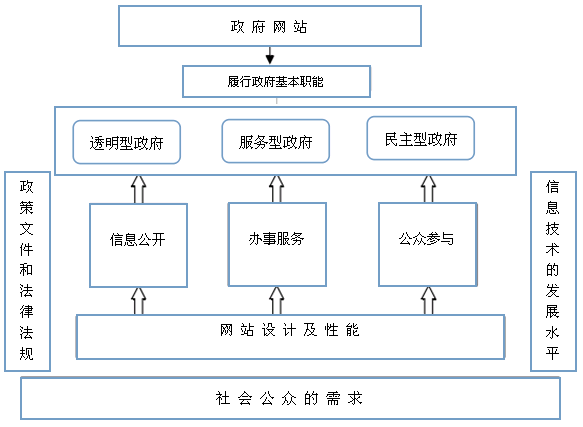 政府网站
履行政府基本职能
透明型政府
服务型政府
民主型政府
政策文件和法律法规
信息公开
办事服务
公众参与
信息技术的发展水平
网站设计及性能
社会公众的需求